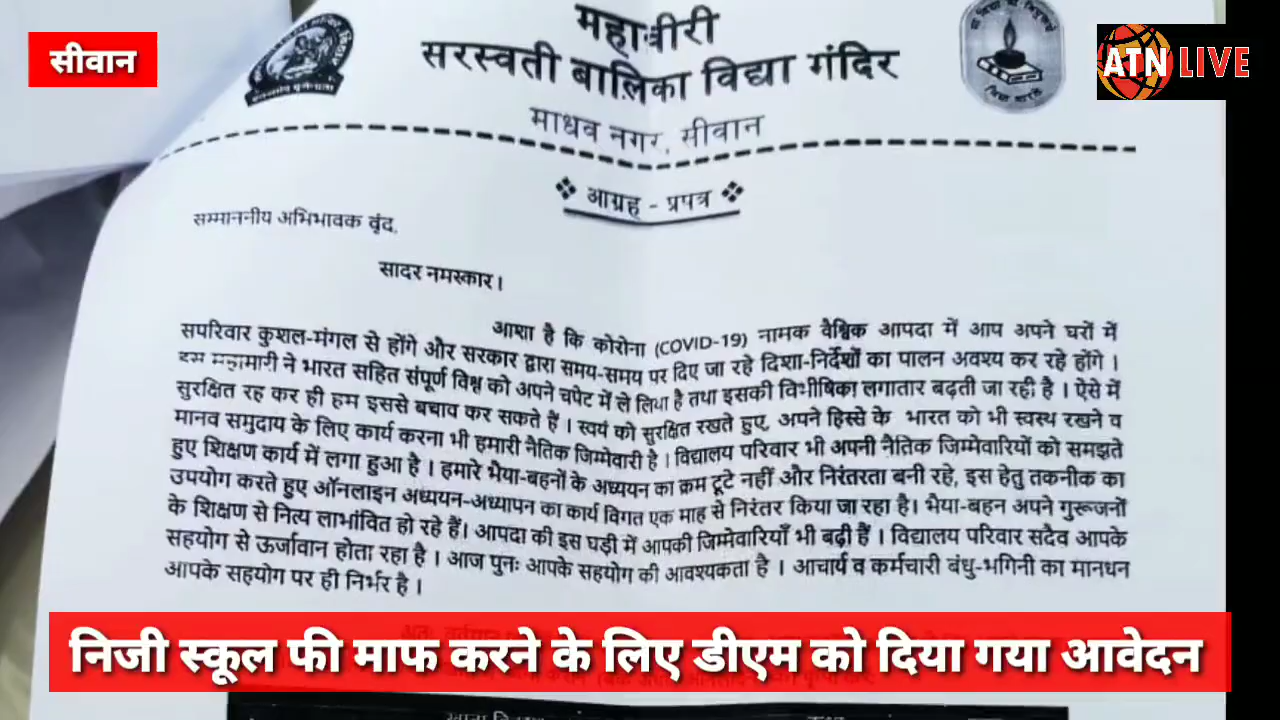 सीवान
ATN LIVE
महावीरी
सरस्वती बालिका विद्या मंदिर
माधव नगर, सीवान
❖ आग्रह - प्रपत्र ❖
सम्माननीय अभिभावक वृंद,
सादर नमस्कार।
आशा है कि कोरोना (COVID-19) नामक वैश्विक आपदा में आप अपने घरों में
सपरिवार कुशल-मंगल से होंगे और सरकार द्वारा समय-समय पर दिए जा रहे दिशा-निर्देशों का पालन अवश्य कर रहे होंगे ।
इस महामारी ने भारत सहित संपूर्ण विश्व को अपने चपेट में ले लिया है तथा इसकी विभीषिका लगातार बढ़ती जा रही है । ऐसे में
सुरक्षित रह कर ही हम इससे बचाव कर सकते हैं । स्वयं को सुरक्षित रखते हुए, अपने हिस्से के भारत को भी स्वस्थ रखने व
मानव समुदाय के लिए कार्य करना भी हमारी नैतिक जिम्मेवारी है । विद्यालय परिवार भी अपनी नैतिक जिम्मेवारियों को समझते
हुए शिक्षण कार्य में लगा हुआ है । हमारे भैया-बहनों के अध्ययन का क्रम टूटे नहीं और निरंतरता बनी रहे, इस हेतु तकनीक का
उपयोग करते हुए ऑनलाइन अध्ययन-अध्यापन का कार्य विगत एक माह से निरंतर किया जा रहा है। भैया-बहन अपने गुरूजनों
के शिक्षण से नित्य लाभांवित हो रहे हैं। आपदा की इस घड़ी में आपकी जिम्मेवारियाँ भी बढ़ी हैं । विद्यालय परिवार सदैव आपके
सहयोग से ऊर्जावान होता रहा है । आज पुनः आपके सहयोग की आवश्यकता है । आचार्य व कर्मचारी बंधु-भगिनी का मानधन
आपके सहयोग पर ही निर्भर है ।
निजी स्कूल फी माफ करने के लिए डीएम को दिया गया आवेदन